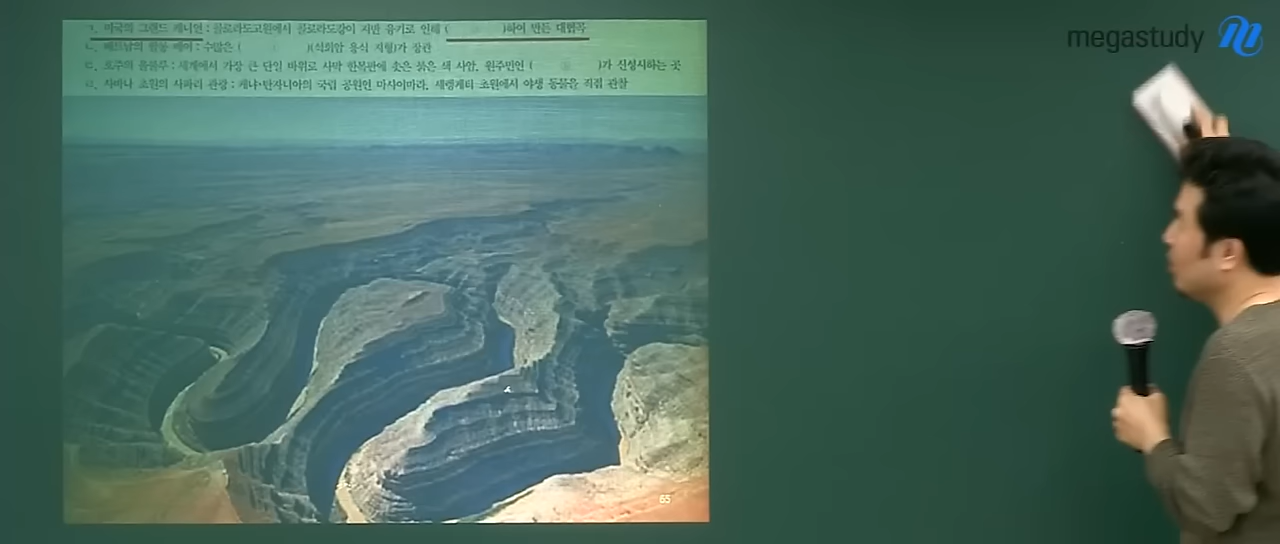 ㄱ. 미국의 그랜드 캐니언 : 콜로라도고원에서 콜로라도강이 지반 융기로 인해 (          )하여 만든 대협곡
ㄴ. 베트남의 할롱 베이 : 수많은 (          )(석회암 용식 지형)가 장관
ㄷ. 호주의 울룰루 : 세계에서 가장 큰 단일 바위로 사막 한복판에 솟은 붉은 색 사암. 원주민인 (          )가 신성시하는 곳
ㄹ. 사바나 초원의 사파리 관광 : 케냐·탄자니아의 국립 공원인 마사이마라, 세렝게티 초원에서 야생 동물을 직접 관찰
megastudy
65